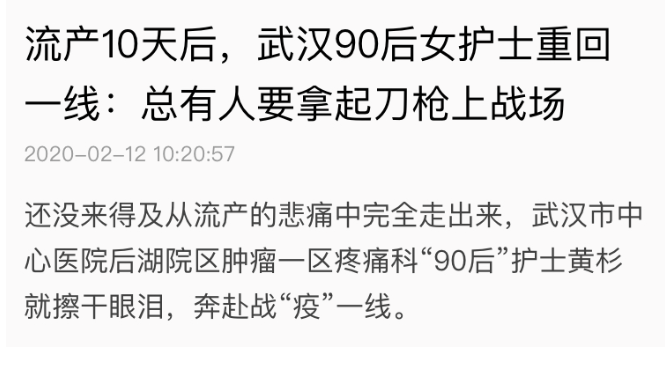 流产10天后，武汉90后女护士重回
一线：总有人要拿起刀枪上战场
2020-02-12 10:20:57
还没来得及从流产的悲痛中完全走出来，武汉市中
心医院后湖院区肿瘤一区疼痛科“90后”护士黄杉
就擦干眼泪，奔赴战“疫”一线。